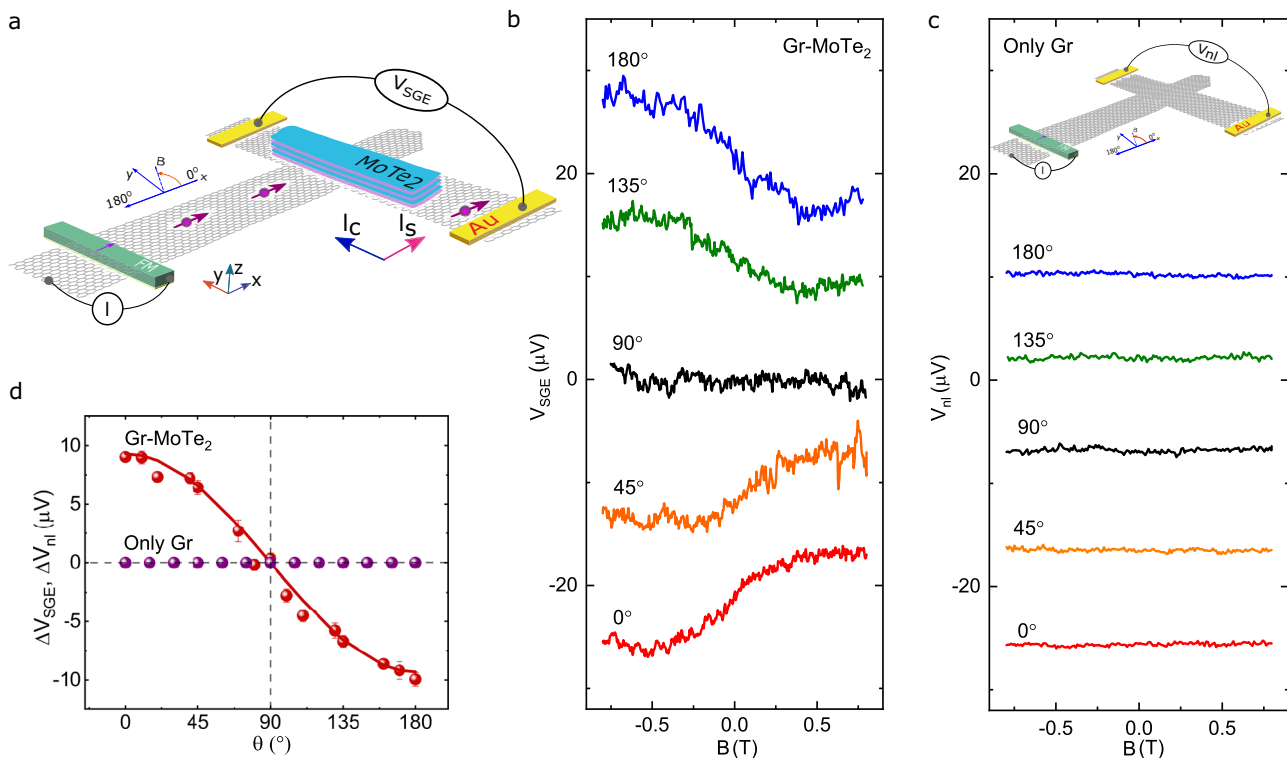 a
V_SGE
MoTe2
y
B
0°
x
180°
FM
I
y
z
x
I_C
I_S
Au
b
Gr-MoTe₂
180°
135°
90°
45°
0°
20
0
-20
V_SGE (μV)
-0.5
0.0
0.5
B (T)
c
Only Gr
V_nl
Au
I
y
B
0°
x
180°
180°
135°
90°
45°
0°
20
0
-20
V_nl (μV)
-0.5
0.0
0.5
B (T)
d
Gr-MoTe₂
Only Gr
10
5
0
-5
-10
ΔV_SGE, ΔV_nl (μV)
0
45
90
135
180
θ (°)